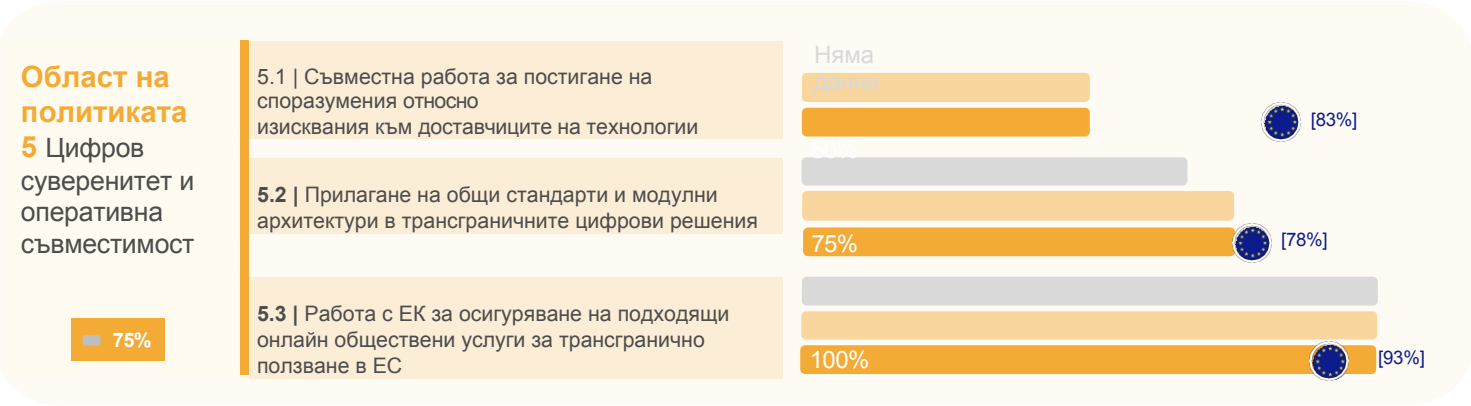 Област на
политиката
5 Цифров
суверенитет и
оперативна
съвместимост
75%
5.1 | Съвместна работа за постигане на
споразумения относно
изисквания към доставчиците на технологии
Няма
данни
50%
[83%]
5.2 | Прилагане на общи стандарти и модулни
архитектури в трансграничните цифрови решения
75%
[78%]
5.3 | Работа с ЕК за осигуряване на подходящи
онлайн обществени услуги за трансгранично
ползване в ЕС
100%
[93%]